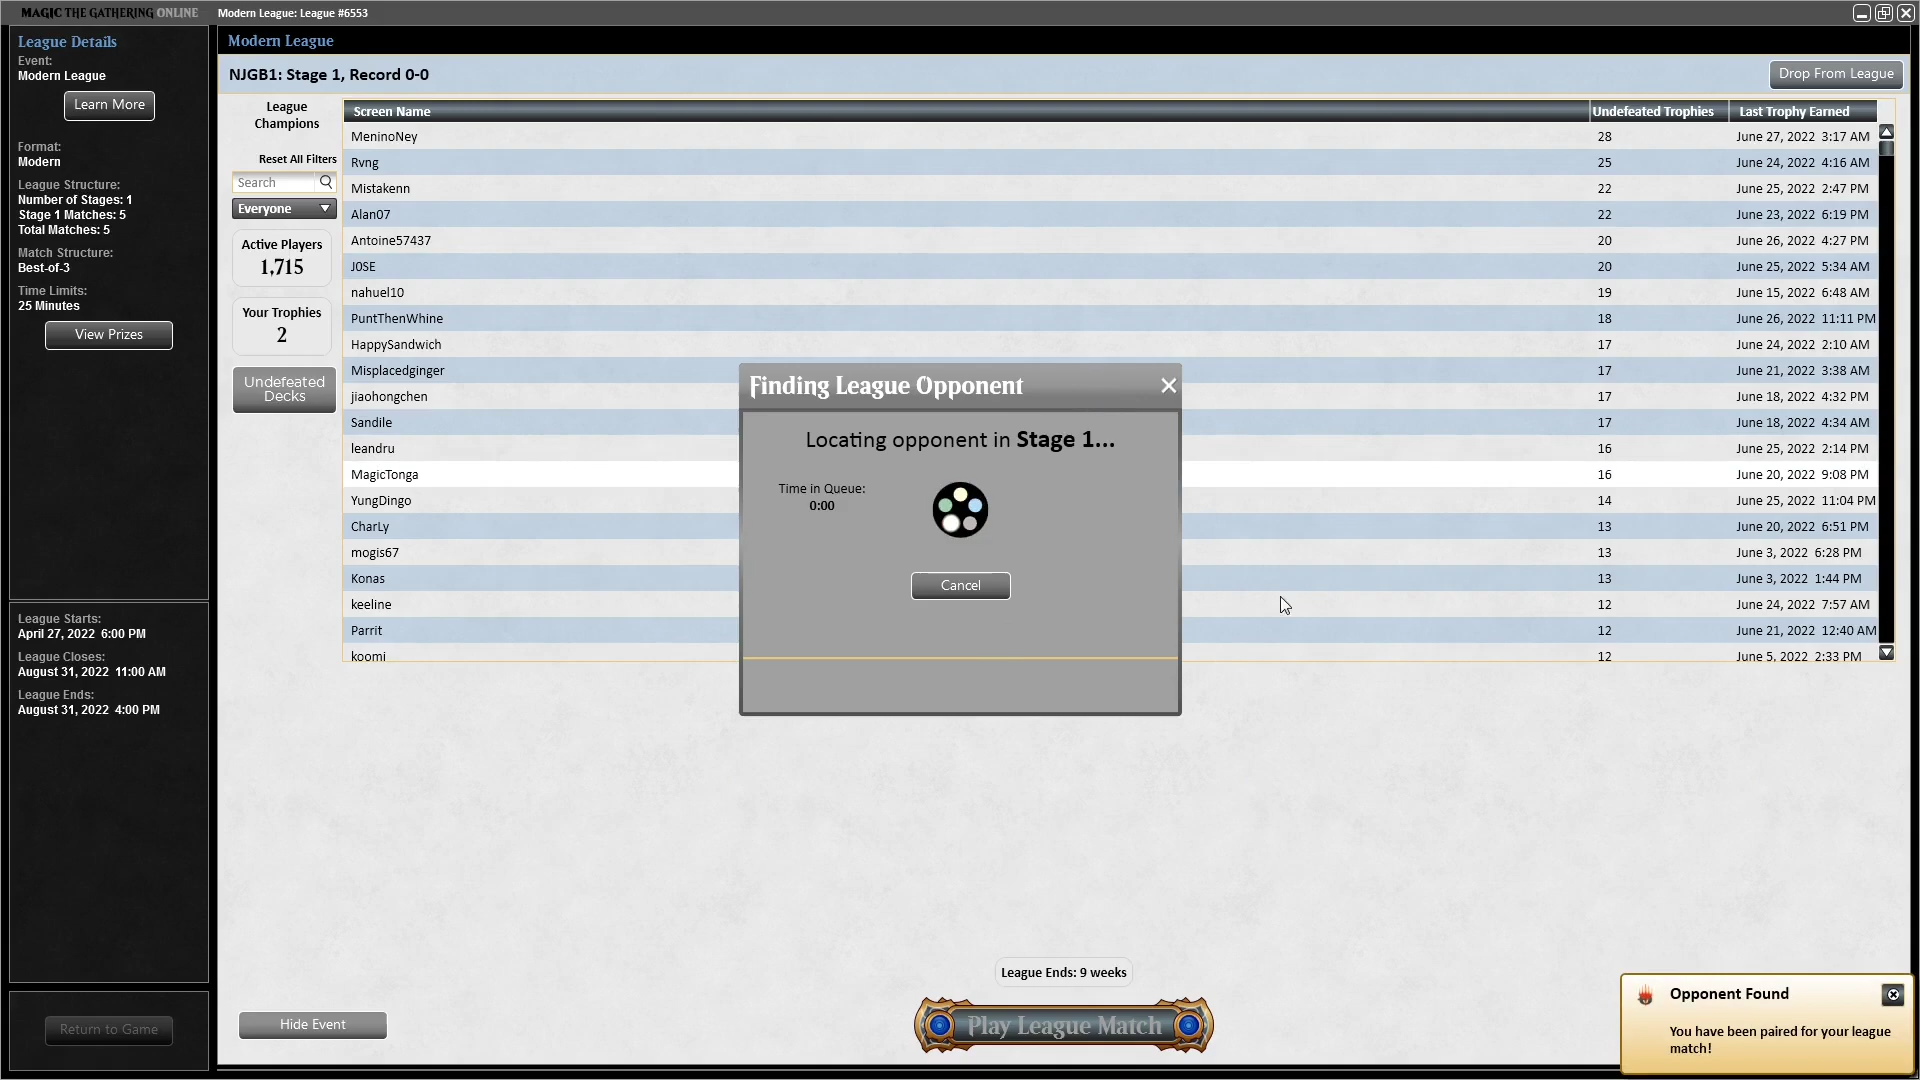 MAGIC THE GATHERING ONLINE Modern League: League #6553
League Details
Event:
Modern League
Learn More
Format:
Modern
League Structure:
Number of Stages: 1
Stage 1 Matches: 5
Total Matches: 5
Match Structure:
Best-of-3
Time Limits:
25 Minutes
View Prizes
League Starts:
April 27, 2022 6:00 PM
League Closes:
August 31, 2022 11:00 AM
League Ends:
August 31, 2022 4:00 PM
Return to Game
Modern League
NJGB1: Stage 1, Record 0-0
Drop From League
League
Champions
Reset All Filters
Search
Everyone
Active Players
1,715
Your Trophies
2
Undefeated
Decks
Screen Name Undefeated Trophies Last Trophy Earned
MeninoNey 28 June 27, 2022 3:17 AM
Rvng 25 June 24, 2022 4:16 AM
Mistakenn 22 June 25, 2022 2:47 PM
Alan07 22 June 23, 2022 6:19 PM
Antoine57437 20 June 26, 2022 4:27 PM
J0SE 20 June 25, 2022 5:34 AM
nahuel10 19 June 15, 2022 6:48 AM
PuntThenWhine 18 June 26, 2022 11:11 PM
HappySandwich 17 June 24, 2022 2:10 AM
Misplacedginger 17 June 21, 2022 3:38 AM
jiaohongchen 17 June 18, 2022 4:32 PM
Sandile 17 June 18, 2022 4:34 AM
leandru 16 June 25, 2022 2:14 PM
MagicTonga 16 June 20, 2022 9:08 PM
YungDingo 14 June 25, 2022 11:04 PM
CharLy 13 June 20, 2022 6:51 PM
mogis67 13 June 3, 2022 6:28 PM
Konas 13 June 3, 2022 1:44 PM
keeline 12 June 24, 2022 7:57 AM
Parrit 12 June 21, 2022 12:40 AM
koomi 12 June 5, 2022 2:33 PM
Finding League Opponent
Locating opponent in Stage 1...
Time in Queue:
0:00
Cancel
League Ends: 9 weeks
Hide Event
Play League Match
Opponent Found
You have been paired for your league
match!